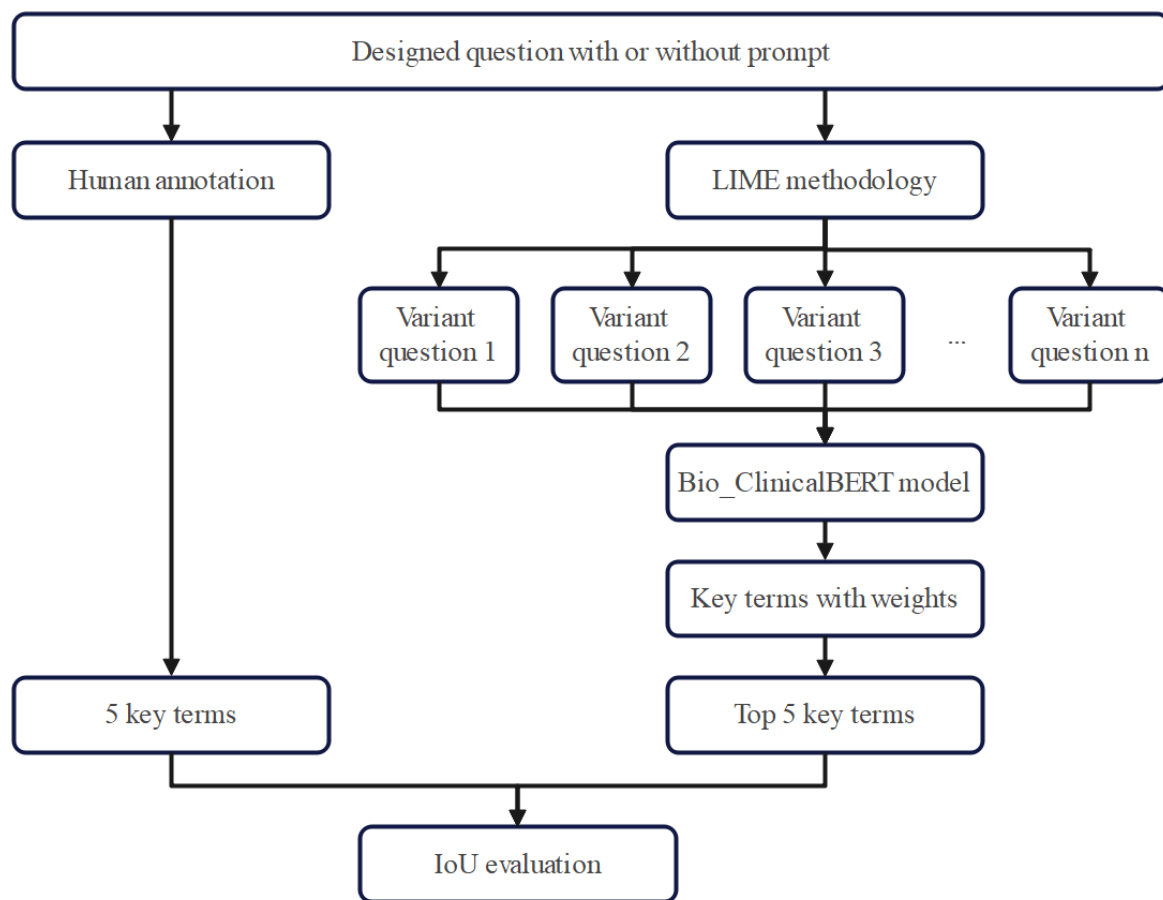 Designed question with or without prompt
Human annotation
LIME methodology
Variant
question 1
Variant
question 2
Variant
question 3
...
Variant
question n
Bio_ClinicalBERT model
Key terms with weights
5 key terms
Top 5 key terms
IoU evaluation